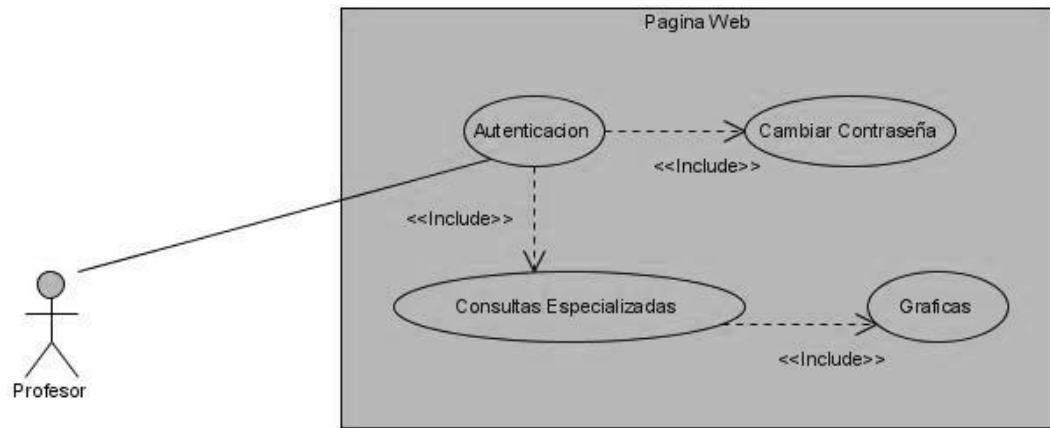 Pagina Web
Autenticacion
Cambiar Contraseña
<<Include>>
<<Include>>
Consultas Especializadas
Graficas
<<Include>>
Profesor